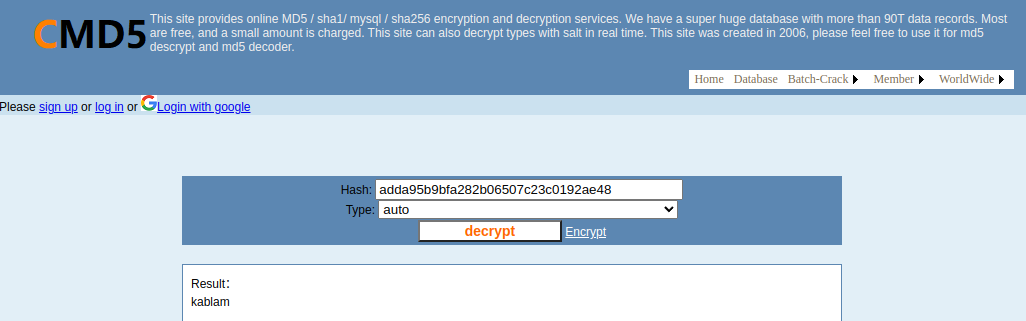 CMD5
This site provides online MD5 / sha1/ mysql / sha256 encryption and decryption services. We have a super huge database with more than 90T data records. Most
are free, and a small amount is charged. This site can also decrypt types with salt in real time. This site was created in 2006, please feel free to use it for md5
descrypt and md5 decoder.
Home Database Batch-Crack Member WorldWide
Please sign up or log in or Login with google
Hash: adda95b9bfa282b06507c23c0192ae48
Type: auto
decrypt Encrypt
Result：
kablam